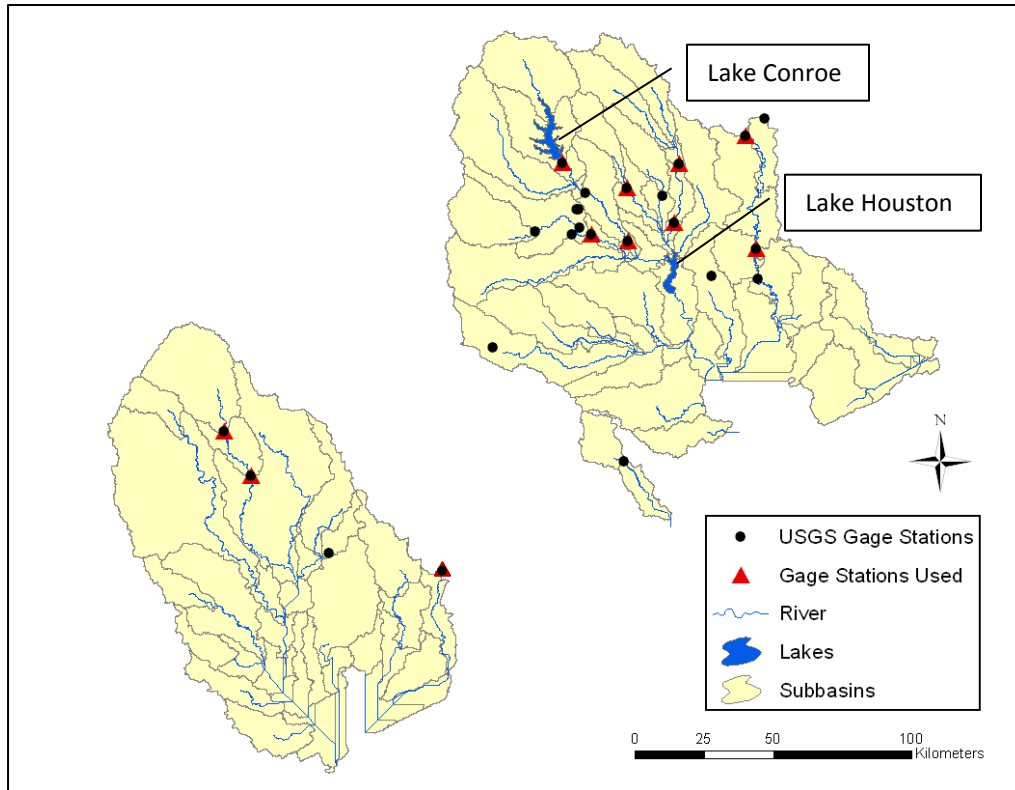 Lake Conroe
Lake Houston
N
USGS Gage Stations
Gage Stations Used
River
Lakes
Subbasins
0 25 50 100
Kilometers